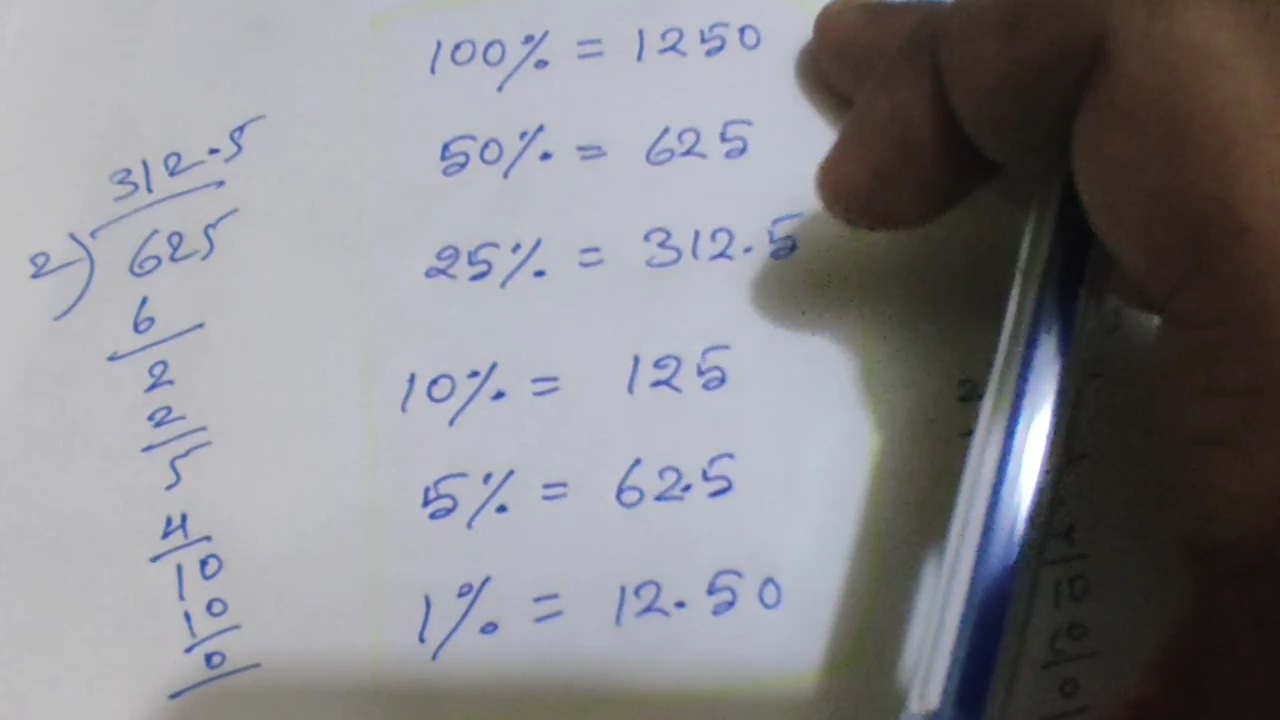 100% = 1250
50% = 625
25% = 312.5
10% = 125
5% = 62.5
1% = 12.50
312.5
2) 625
6
2
2
5
4
10
10
0